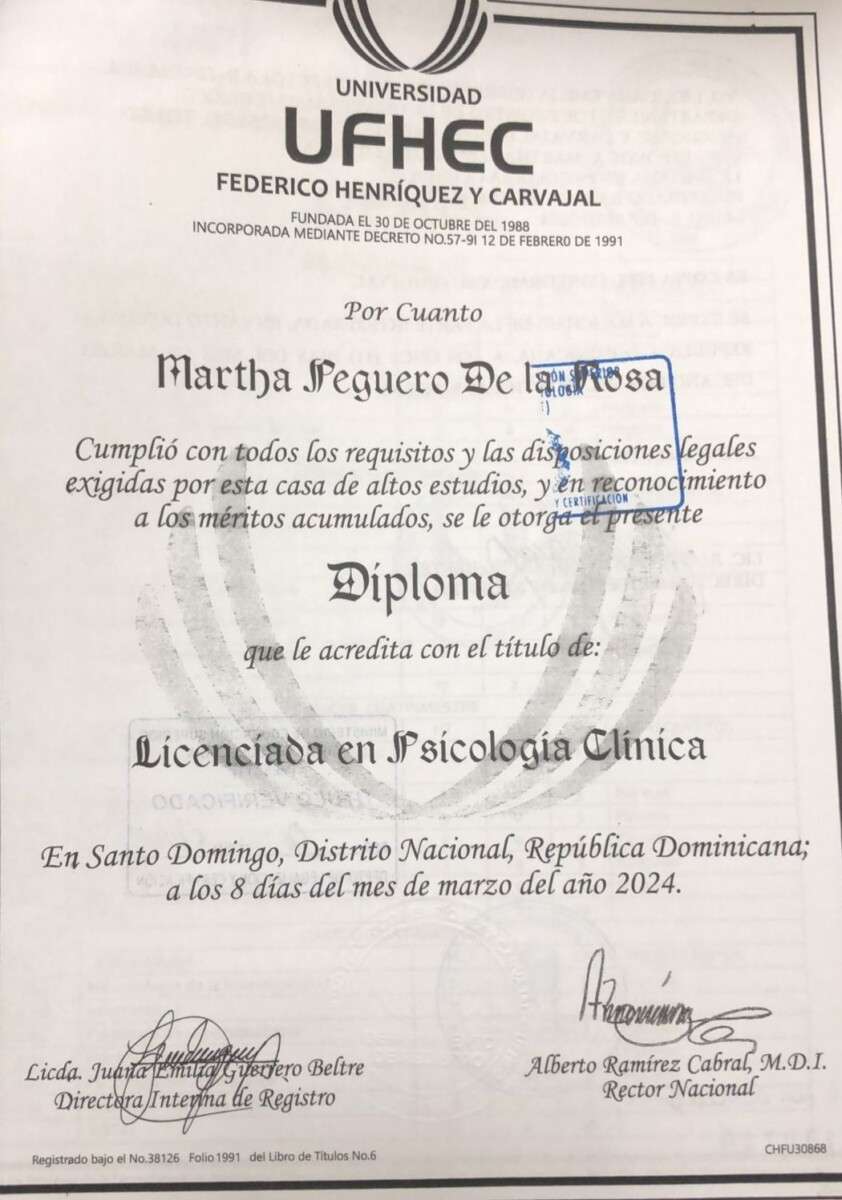 UNIVERSIDAD
UFHEC
FEDERICO HENRÍQUEZ Y CARVAJAL
FUNDADA EL 30 DE OCTUBRE DEL 1988
INCORPORADA MEDIANTE DECRETO NO.57-91 12 DE FEBRERO DE 1991
Por Cuanto
Martha Peguero De la Rosa
Cumplió con todos los requisitos y las disposiciones legales
exigidas por esta casa de altos estudios, y en reconocimiento
a los méritos acumulados, se le otorga el presente
Y CERTIFICACIÓN
Diploma
que le acredita con el título de:
Licenciada en Psicología Clínica
En Santo Domingo, Distrito Nacional, República Dominicana;
a los 8 días del mes de marzo del año 2024.
Licda. Juana Emilia Guerrero Beltre
Directora Interina de Registro
Alberto Ramírez Cabral, M.D.I.
Rector Nacional
Registrado bajo el No.38126 Folio1991 del Libro de Títulos No.6
CHFU30868